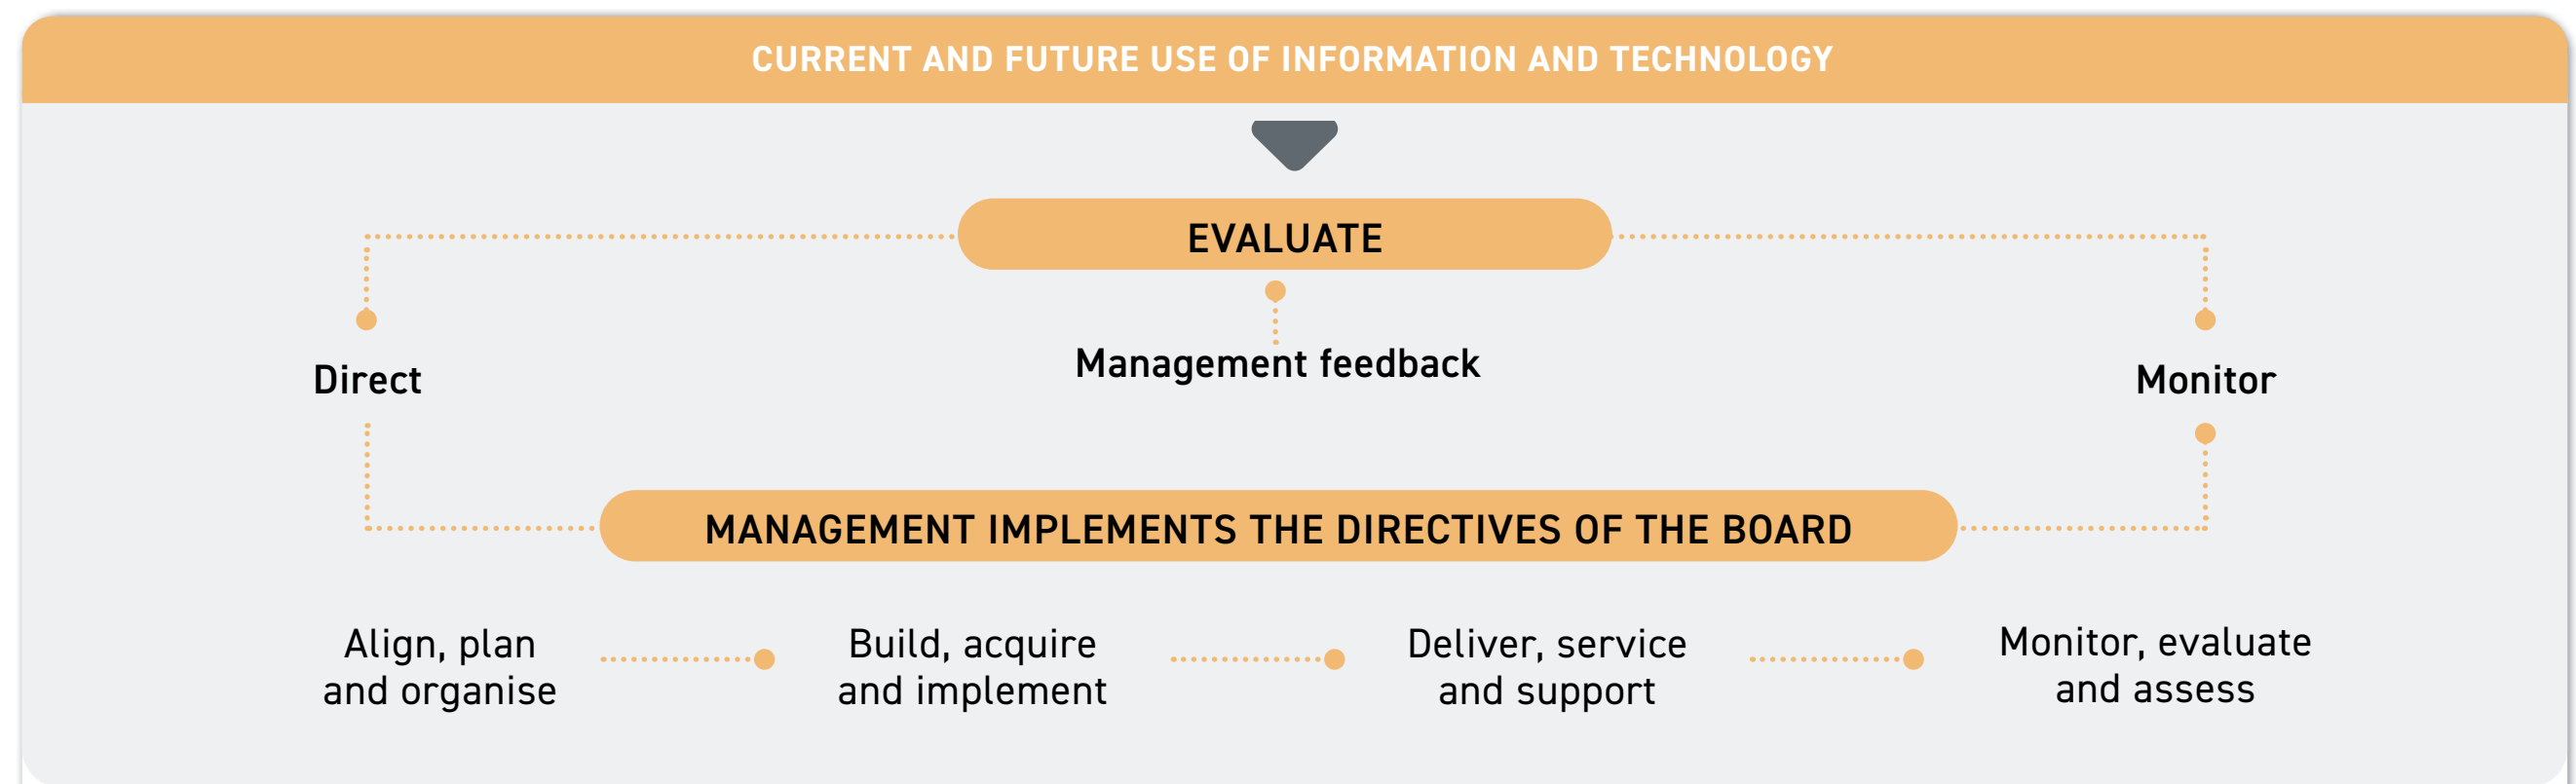 CURRENT AND FUTURE USE OF INFORMATION AND TECHNOLOGY
EVALUATE
Management feedback
Direct
Monitor
MANAGEMENT IMPLEMENTS THE DIRECTIVES OF THE BOARD
Align, plan
and organise
Build, acquire
and implement
Deliver, service
and support
Monitor, evaluate
and assess